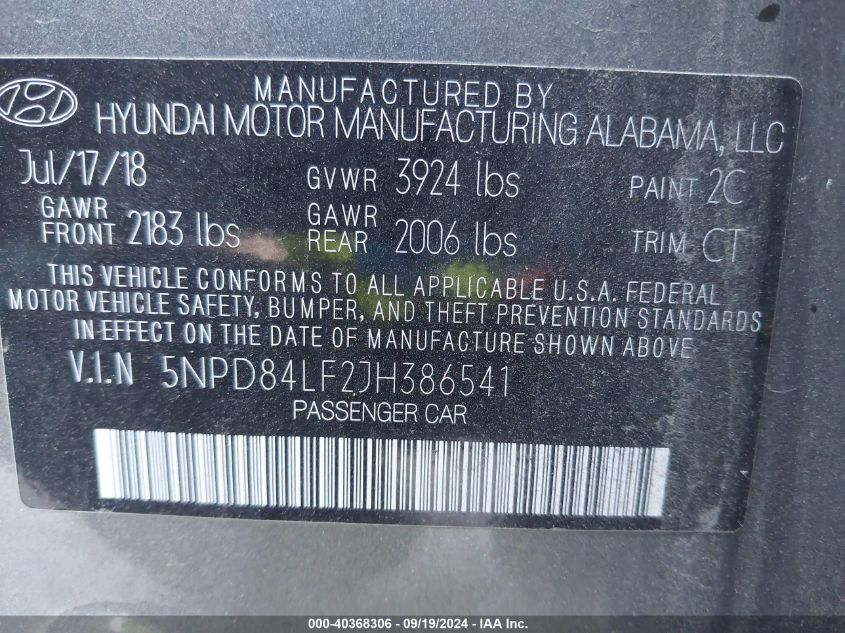 MANUFACTURED BY
HYUNDAI MOTOR MANUFACTURING ALABAMA, LLC
Jul/17/18 GVWR 3924 lbs PAINT 2C
GAWR FRONT 2183 lbs GAWR REAR 2006 lbs TRIM CT
THIS VEHICLE CONFORMS TO ALL APPLICABLE U.S.A. FEDERAL
MOTOR VEHICLE SAFETY, BUMPER, AND THEFT PREVENTION STANDARDS
IN EFFECT ON THE DATE OF MANUFACTURE SHOWN ABOVE.
V.I.N 5NPD84LF2JH386541
PASSENGER CAR
000-40368306 - 09/19/2024 - IAA Inc.